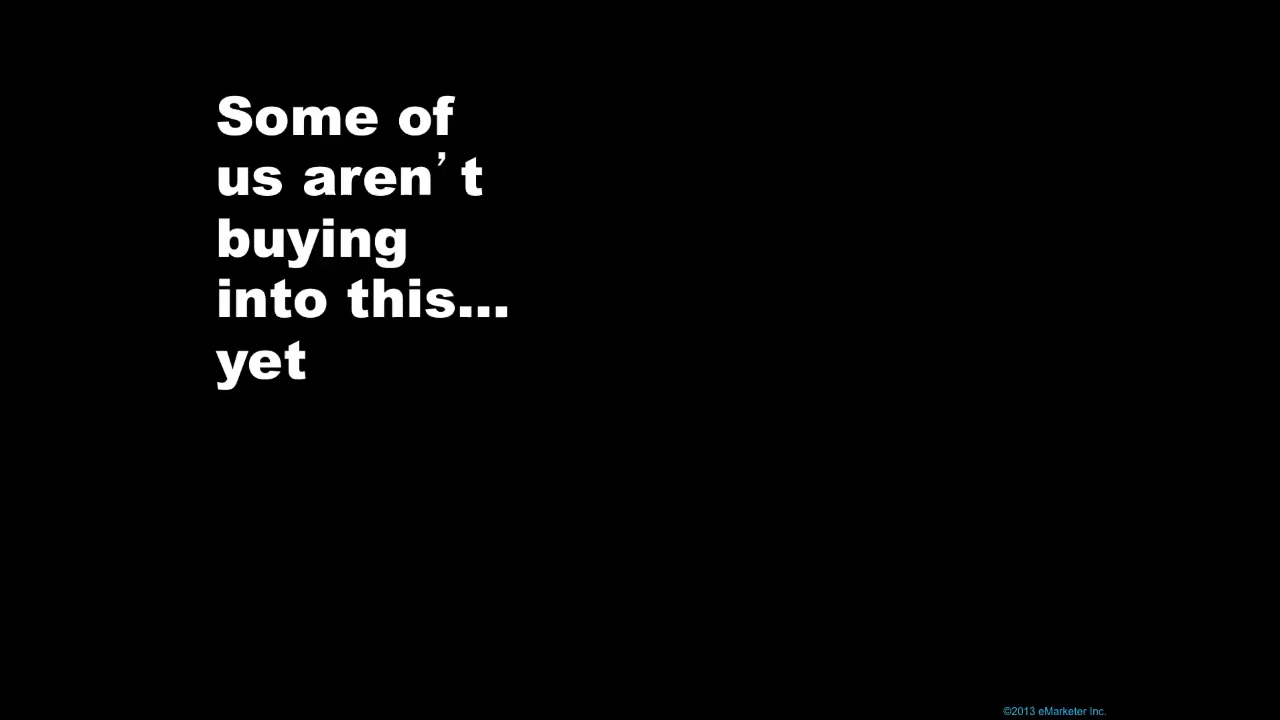 Some of
us aren’t
buying
into this...
yet
©2013 eMarketer Inc.